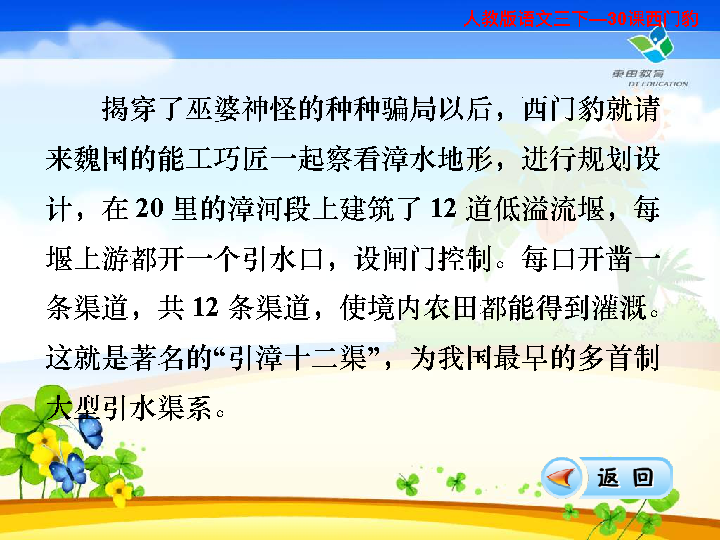 人教版语文三下—30课西门豹
东田教育
DT EDUCATION
揭穿了巫婆神怪的种种骗局以后，西门豹就请
来魏国的能工巧匠一起察看漳水地形，进行规划设
计，在 20 里的漳河段上建筑了 12 道低溢流堰，每
堰上游都开一个引水口，设闸门控制。每口开凿一
条渠道，共 12 条渠道，使境内农田都能得到灌溉。
这就是著名的“引漳十二渠”，为我国最早的多首制
大型引水渠系。
返 回